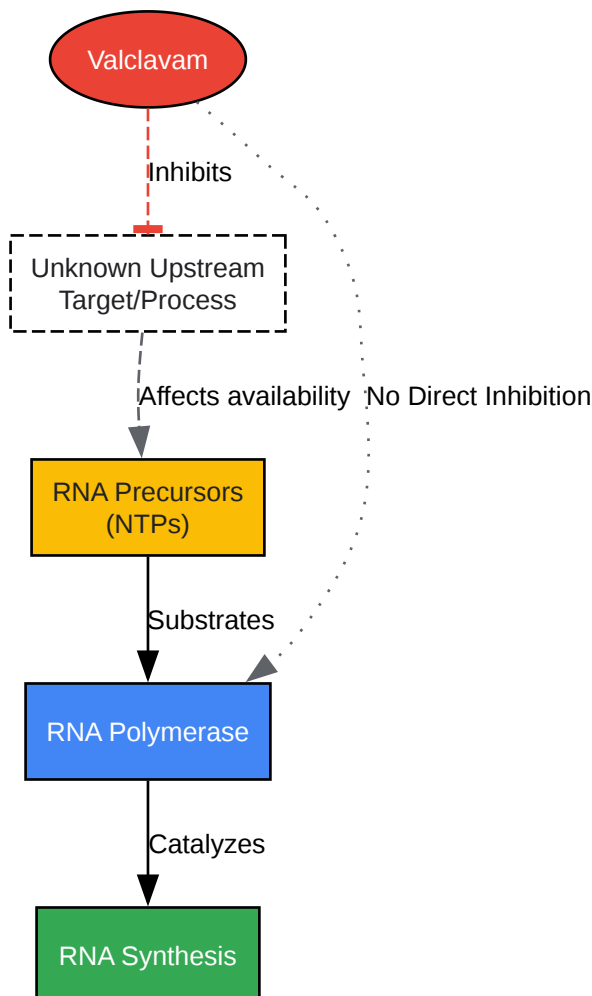 Valclavam
Inhibits
Unknown Upstream
Target/Process
Affects availability
No Direct Inhibition
RNA Precursors
(NTPs)
Substrates
RNA Polymerase
Catalyzes
RNA Synthesis